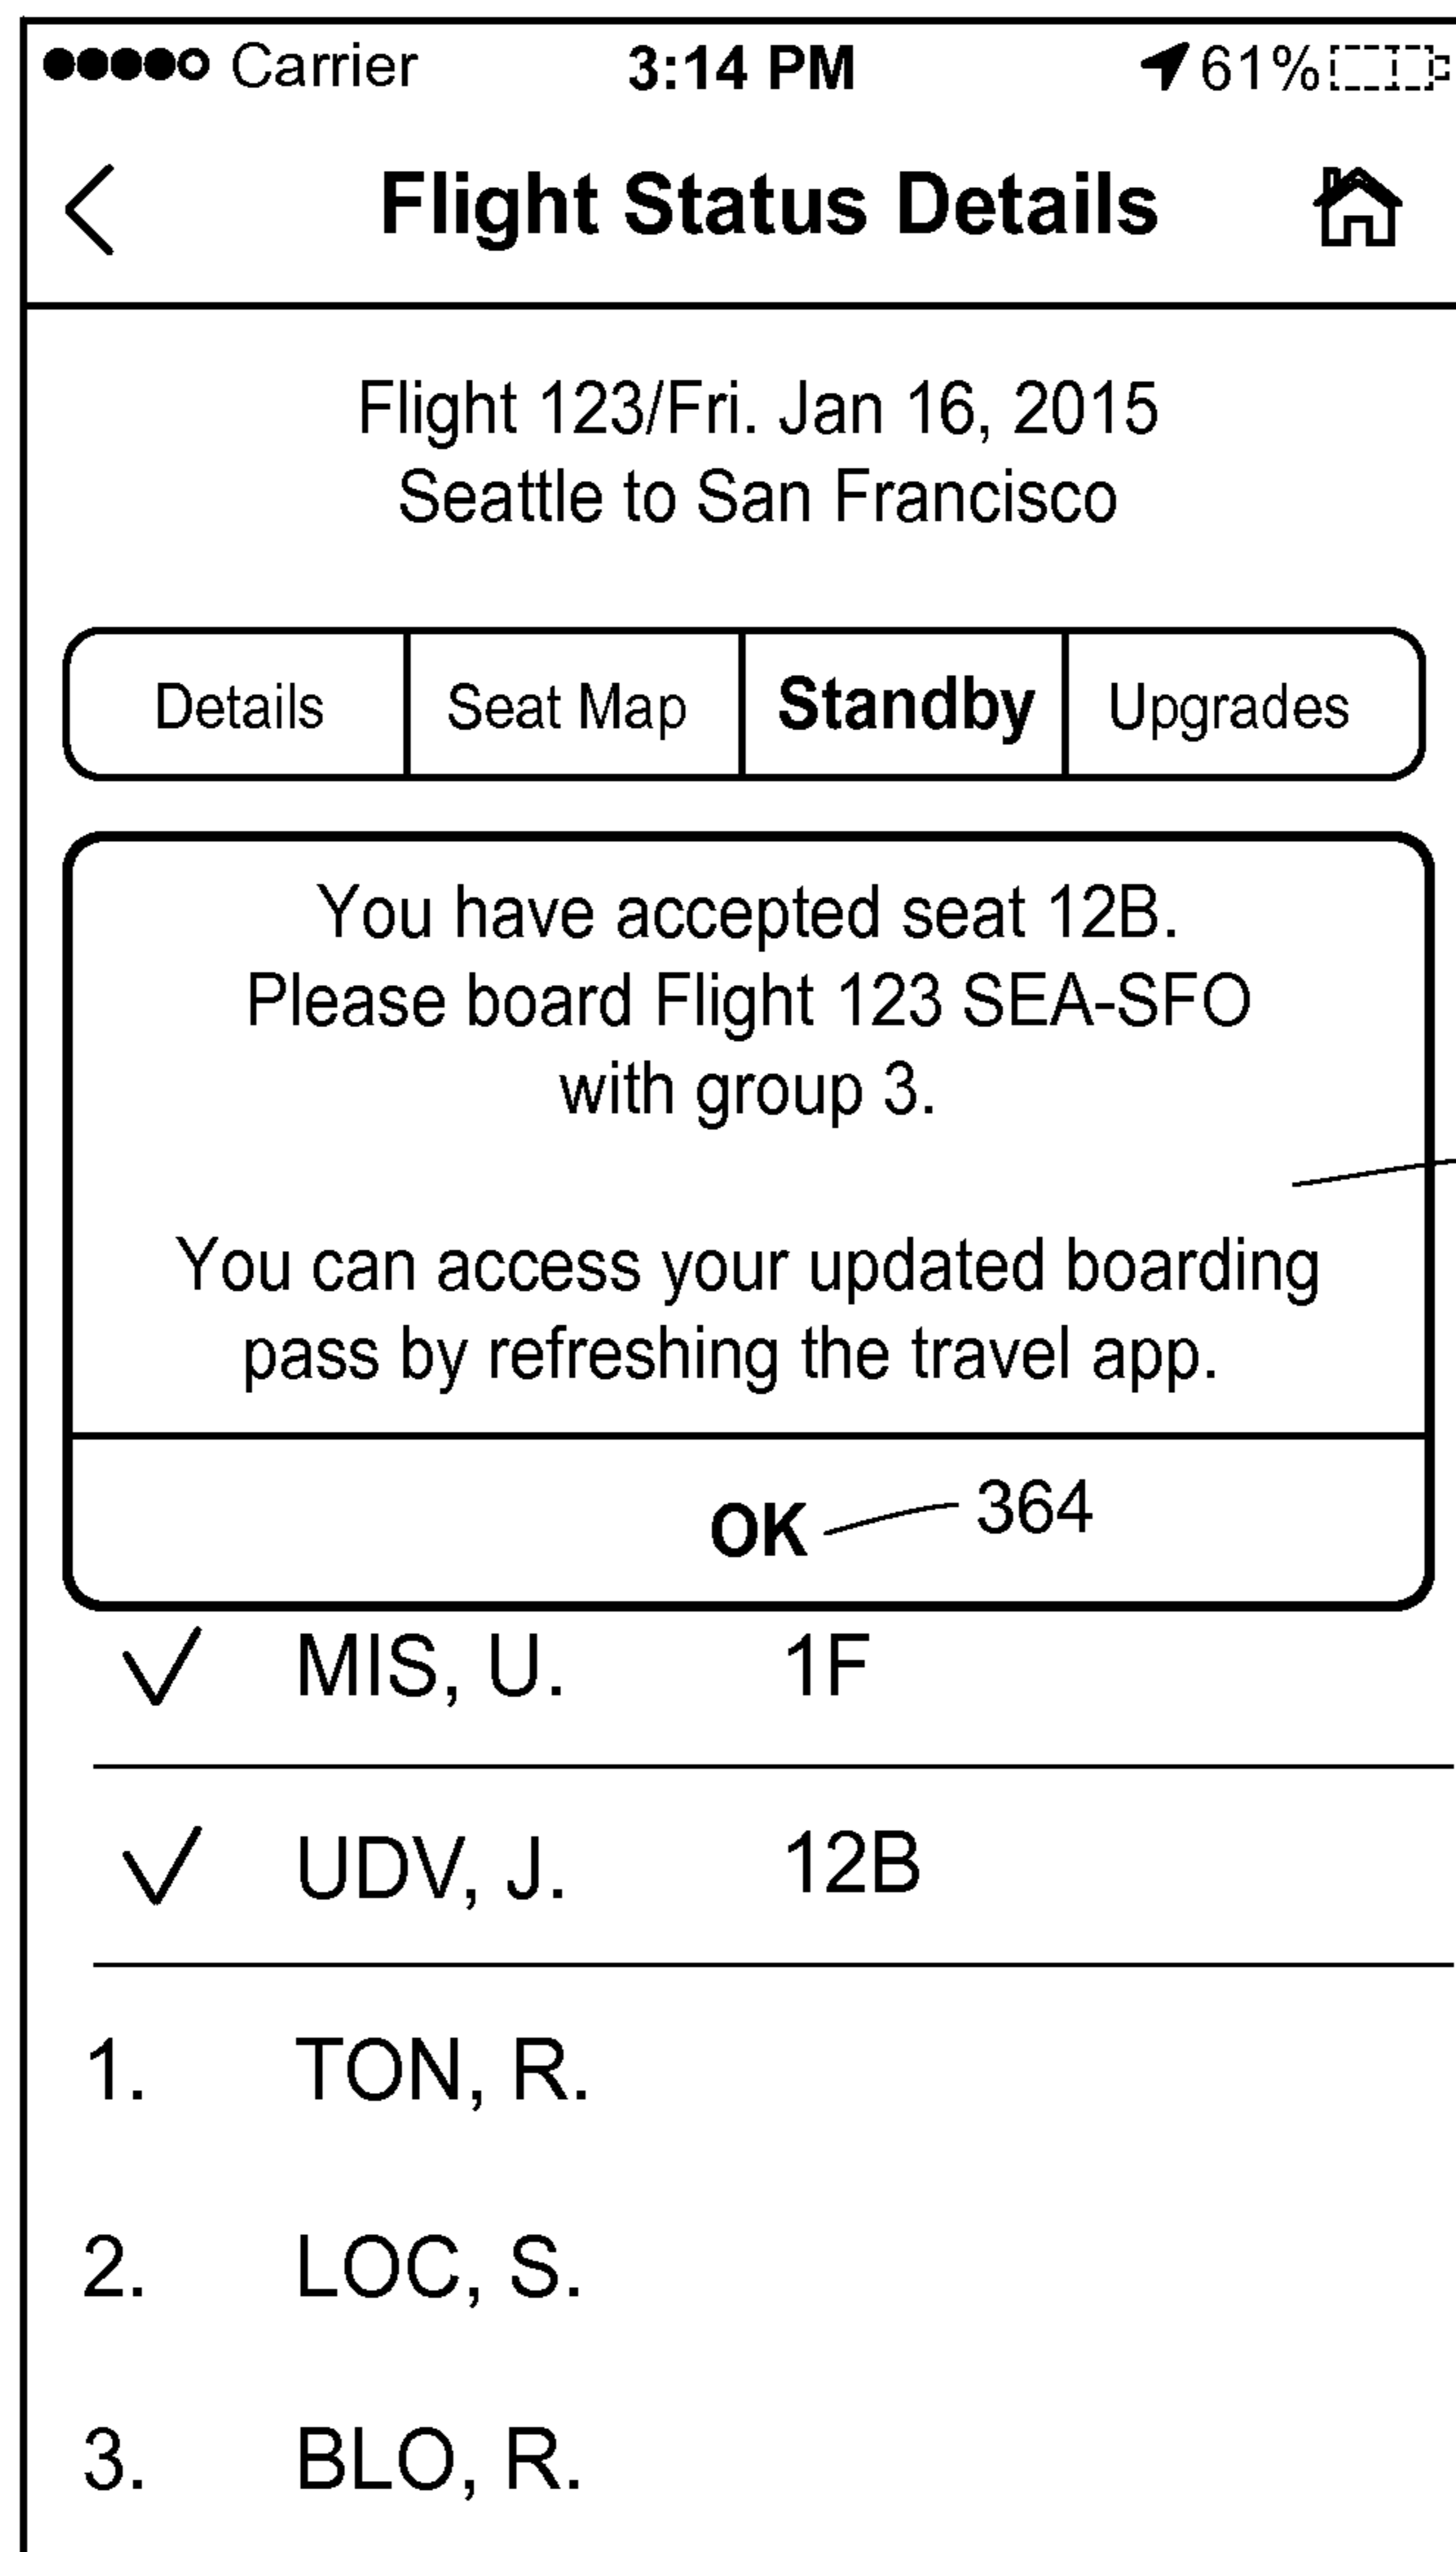 Carrier 3:14 PM 61%
Flight Status Details
Flight 123/Fri. Jan 16, 2015
Seattle to San Francisco
Details Seat Map Standby Upgrades
You have accepted seat 12B.
Please board Flight 123 SEA-SFO
with group 3.
You can access your updated boarding
pass by refreshing the travel app.
OK 364
MIS, U. 1F
UDV, J. 12B
1. TON, R.
2. LOC, S.
3. BLO, R.